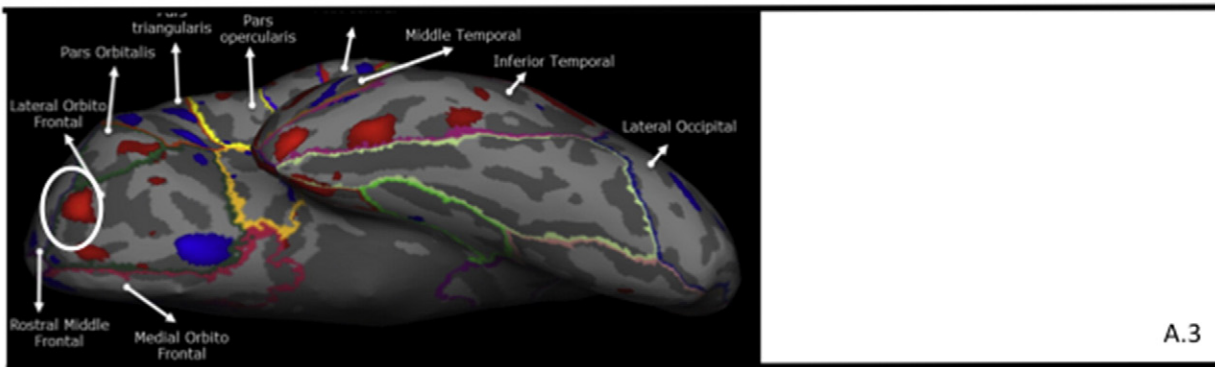 triangularis
Pars
opercularis
Middle Temporal
Pars Orbitalis
Inferior Temporal
Lateral Orbito
Frontal
Lateral Occipital
Rostral Middle
Frontal
Medial Orbito
Frontal
A.3